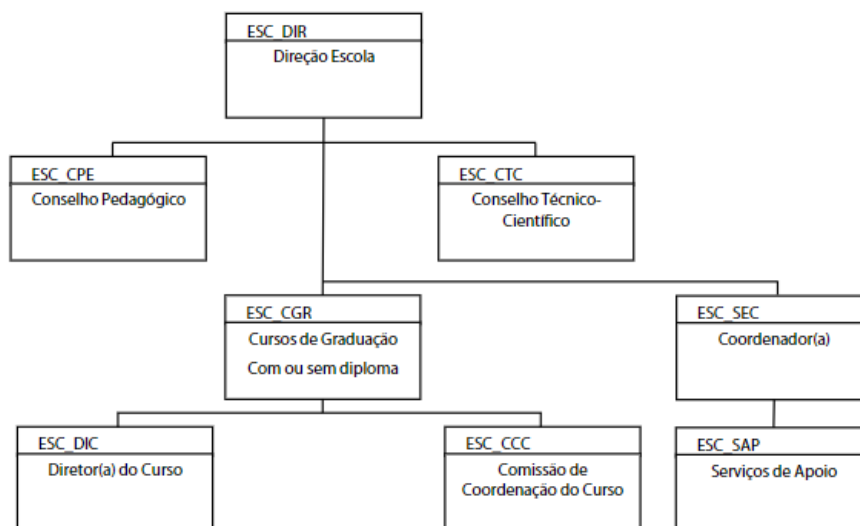 ESC_DIR
Direção Escola
ESC_CPE
Conselho Pedagógico
ESC_CTC
Conselho Técnico-
Científico
ESC_CGR
Cursos de Graduação
Com ou sem diploma
ESC_SEC
Coordenador(a)
ESC_DIC
Diretor(a) do Curso
ESC_CCC
Comissão de
Coordenação do Curso
ESC_SAP
Serviços de Apoio